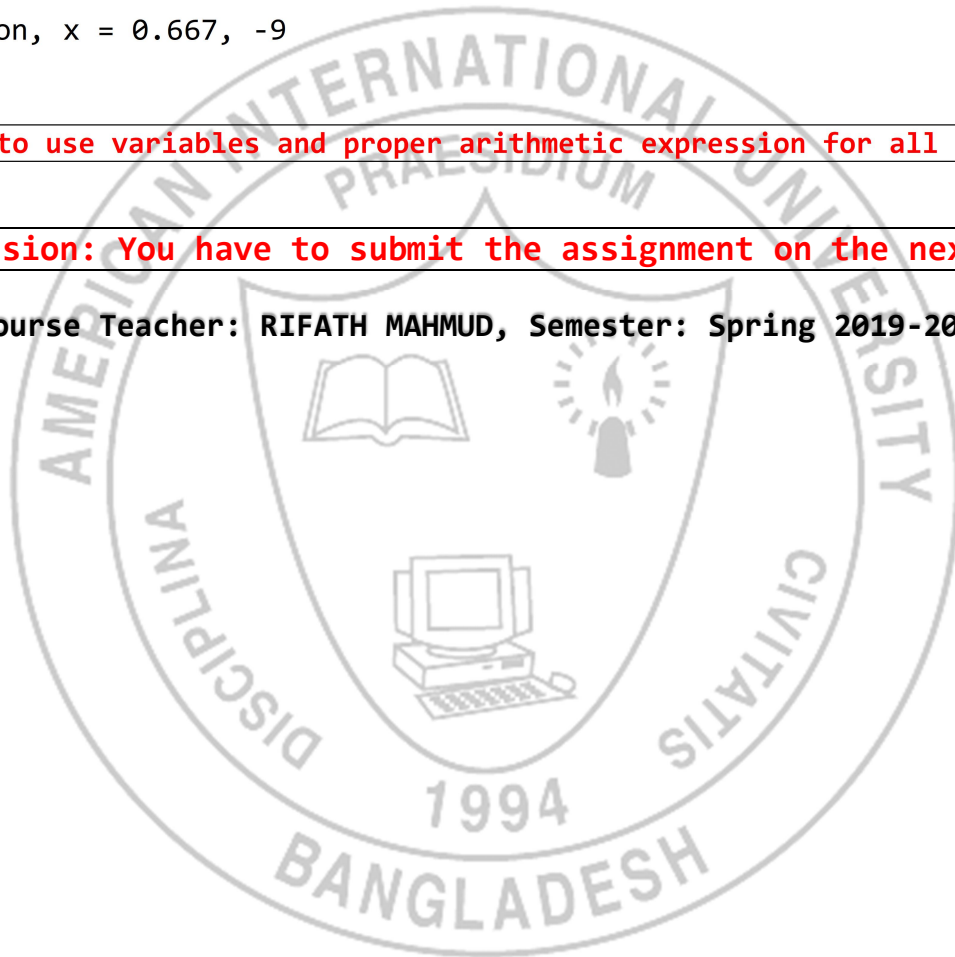 on, x = 0.667, -9
to use variables and proper arithmetic expression for all
sion: You have to submit the assignment on the nex
ourse Teacher: RIFATH MAHMUD, Semester: Spring 2019-20
AMERICAN INTERNATIONAL UNIVERSITY
PRAESIDIUM
DISCIPLINA
CIVITATIS
1994
BANGLADESH